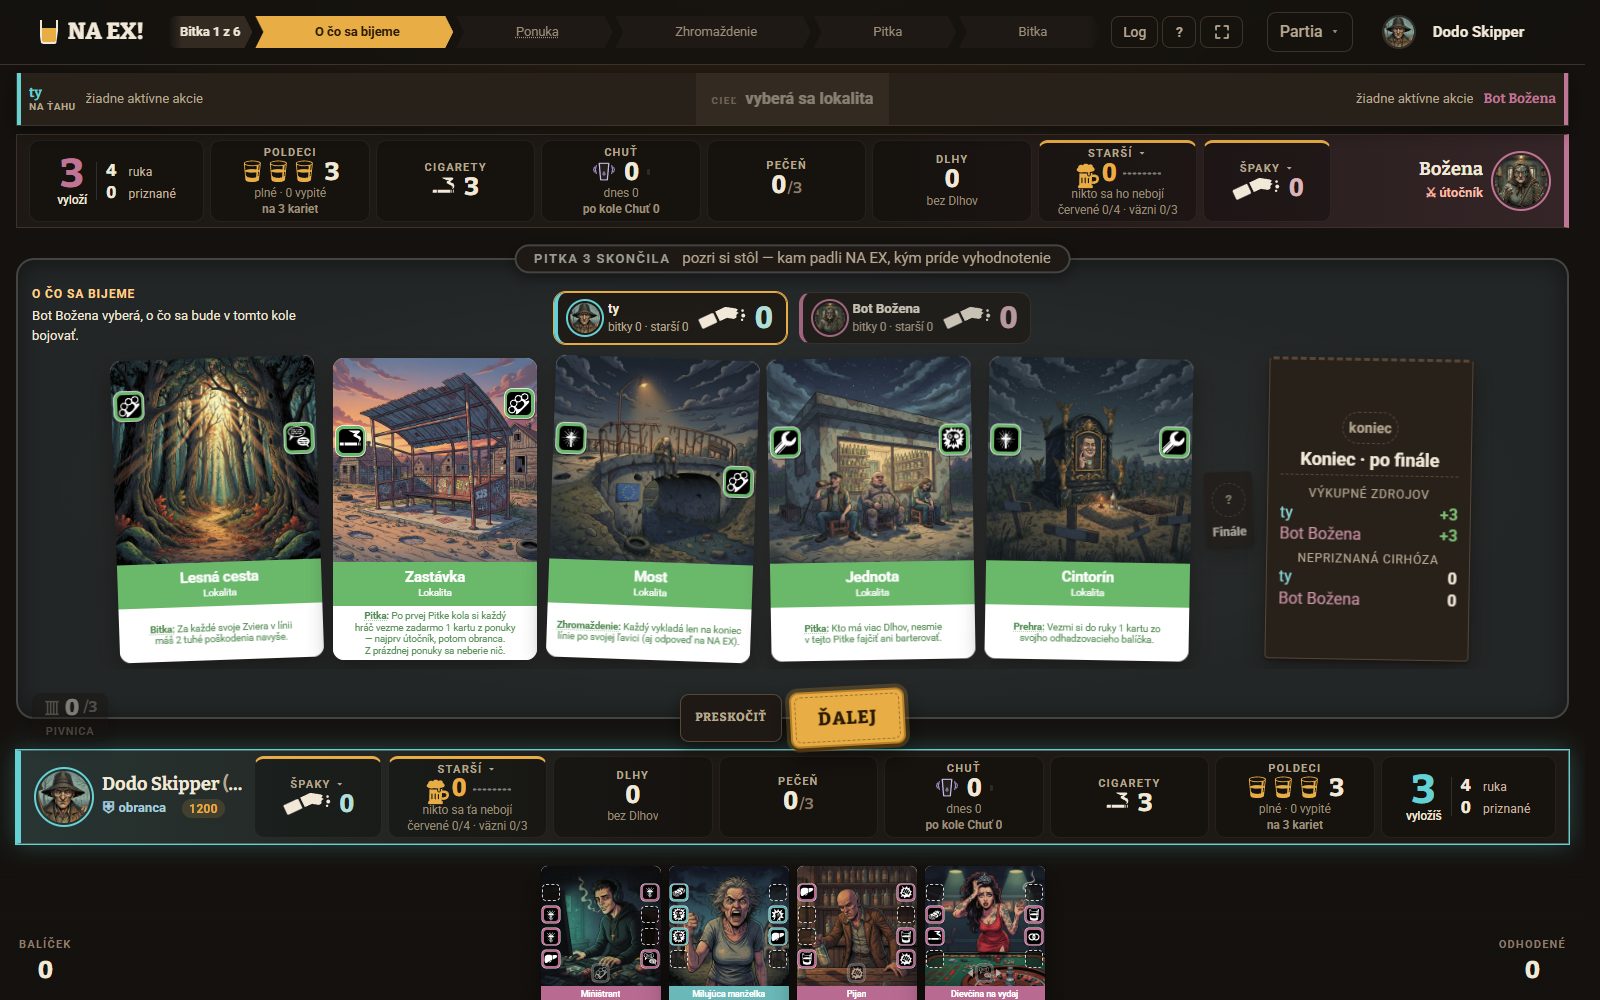 NA EX!
Bitka 1 z 6
O čo sa bijeme
Ponuka
Zhromaždenie
Pitka
Bitka
Log
?
Partia
Dodo Skipper
ty
NA ŤAHU
žiadne aktívne akcie
CIEĽ vyberá sa lokalita
žiadne aktívne akcie
Bot Božena
3
vyloží
4 ruka
0 priznané
POLDECI
3
plné · 0 vypité
na 3 kariet
CIGARETY
3
CHUŤ
0
dnes 0
po kole Chuť 0
PEČEŇ
0/3
DLHY
0
bez Dlhov
STARŠÍ
0
nikto sa ho nebojí
červené 0/4 · väzni 0/3
ŠPAKY
0
Božena
útočník
PITKA 3 SKONČILA pozri si stôl — kam padli NA EX, kým príde vyhodnotenie
O ČO SA BIJEME
Bot Božena vyberá, o čo sa bude v tomto kole
bojovať.
ty
bitky 0 · starší 0
0
Bot Božena
bitky 0 · starší 0
0
Lesná cesta
Lokalita
Bitka: Za každé svoje Zviera v línii
máš 2 tuhé poškodenia navyše.
Zastávka
Lokalita
Pitka: Po prvej Pitke kola si každý
hráč vezme zadarmo 1 kartu z ponuky
— najprv útočník, potom obranca.
Z prázdnej ponuky sa neberie nič.
Most
Lokalita
Zhromaždenie: Každý vykladá len na koniec
línie po svojej ľavici (aj odpoveď na NA EX).
Jednota
Lokalita
Pitka: Kto má viac Dlhov, nesmie
v tejto Pitke fajčiť ani barterovať.
Cintorín
Lokalita
Prehra: Vezmi si do ruky 1 kartu zo
svojho odhadzovacieho balíčka.
?
Finále
koniec
Koniec · po finále
VÝKUPNÉ ZDROJOV
ty +3
Bot Božena +3
NEPRIZNANÁ CIRHÓZA
ty 0
Bot Božena 0
0/3
PIVNICA
PRESKOČIŤ
ĎALEJ
Dodo Skipper (...
obranca
1200
ŠPAKY
0
STARŠÍ
0
nikto sa ťa nebojí
červené 0/4 · väzni 0/3
DLHY
0
bez Dlhov
PEČEŇ
0/3
CHUŤ
0
dnes 0
po kole Chuť 0
CIGARETY
3
POLDECI
3
plné · 0 vypité
na 3 kariet
3
vyložíš
4 ruka
0 priznané
BALÍČEK
0
Miništrant
Milujúca manželka
Pijan
Dievčina na vydaj
ODHODENÉ
0